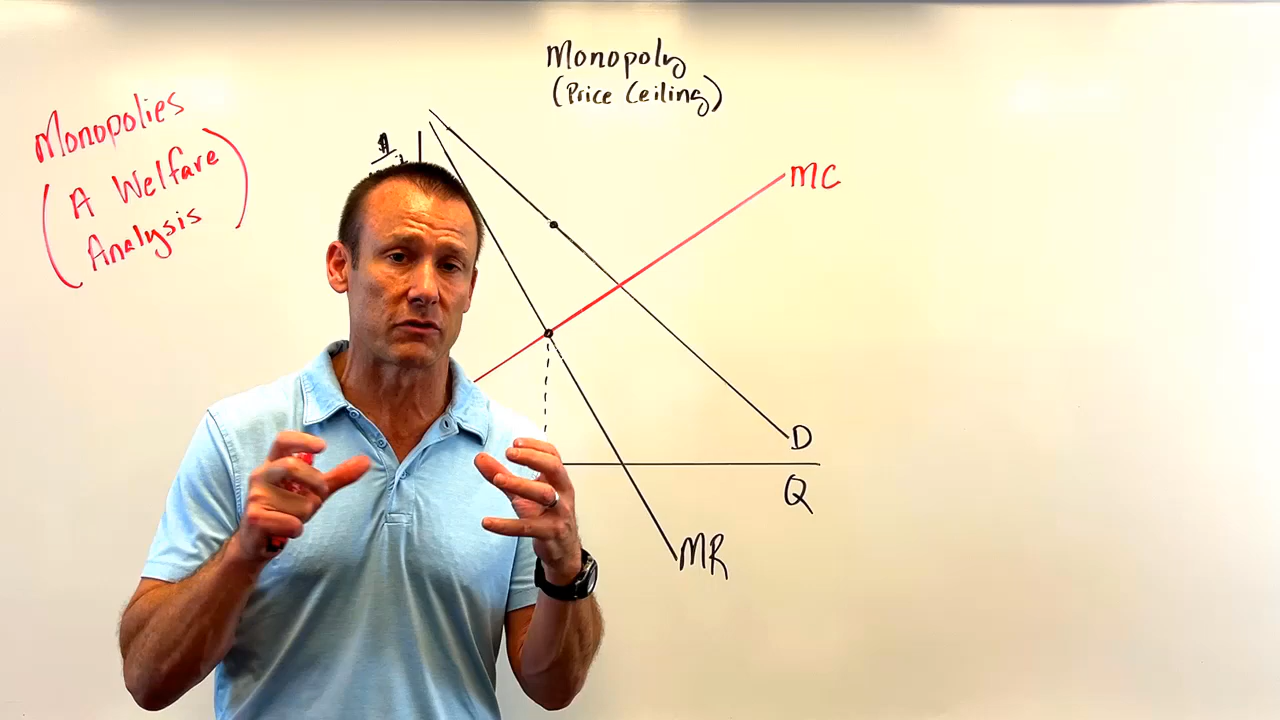 Monopoly
(Price Ceiling)
Monopolies
(A Welfare
Analysis)
MC
D
Q
MR